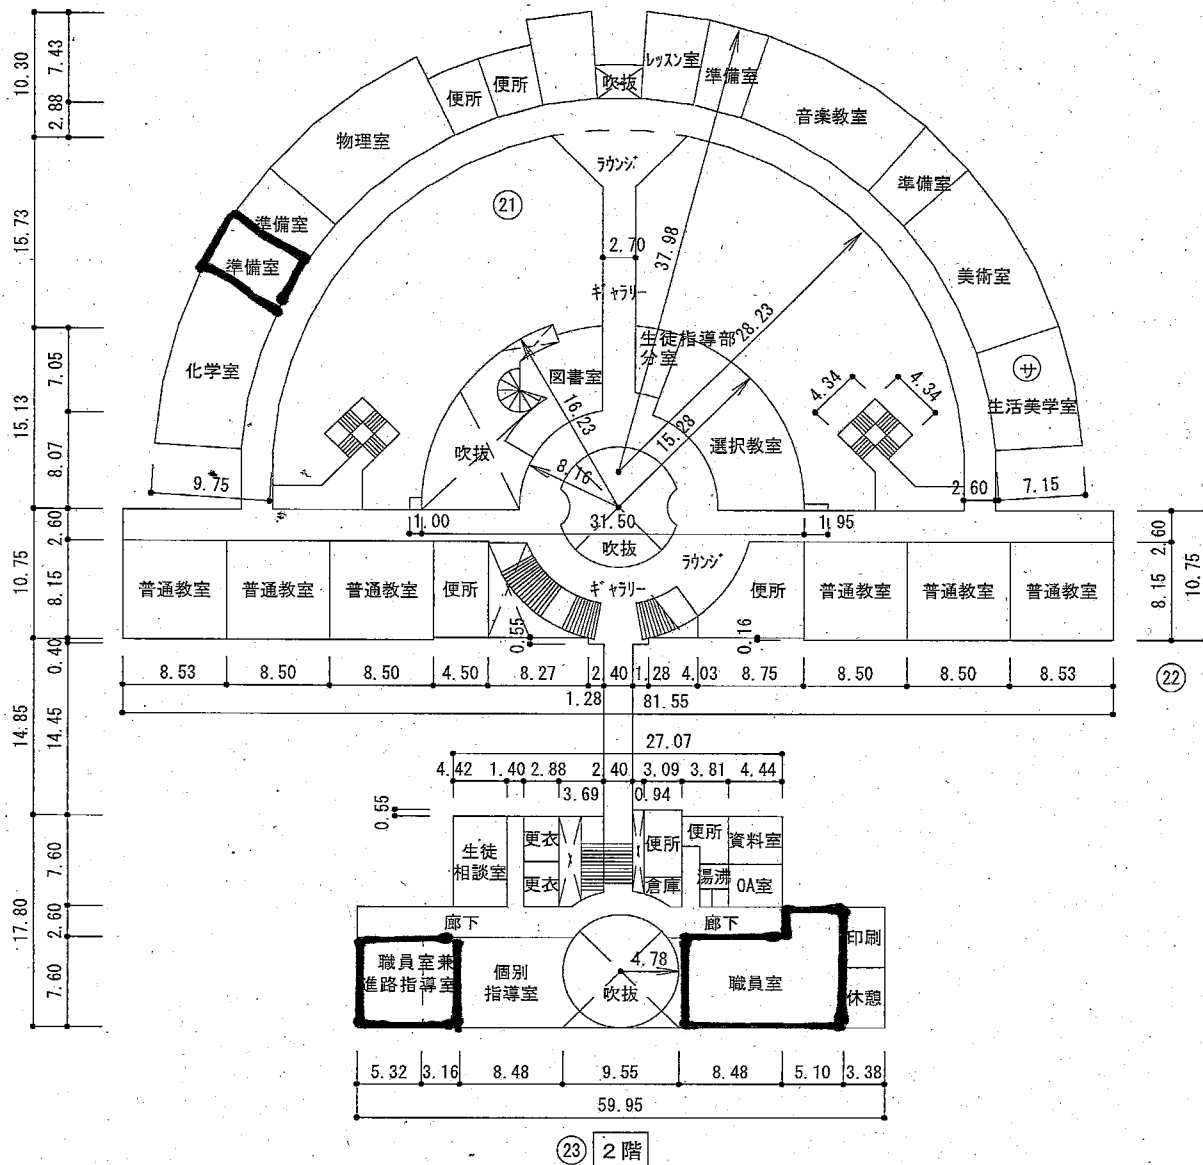 10.30
7.43
2.88
15.73
15.13
7.05
8.07
10.75
2.60
8.15
0.40
14.85
14.45
17.80
7.60
2.60
7.60
吹抜
レッスン室
準備室
便所
便所
音楽教室
物理室
ラウンジ
準備室
準備室
準備室
㉑
2.70
37.98
ギャラリー
美術室
28.23
生徒指導部
分室
図書室
16.23
化学室
4.34
4.34
サ
生活美学室
15.28
選択教室
吹抜
8.16
9.75
2.60
7.15
1.00
31.50
1.95
吹抜
ラウンジ
ギャラリー
普通教室
普通教室
普通教室
便所
便所
普通教室
普通教室
普通教室
2.60
8.15
10.75
0.55
0.16
8.53
8.50
8.50
4.50
8.27
2.40
1.28
4.03
8.75
8.50
8.50
8.53
㉒
1.28
81.55
27.07
4.42
1.40
2.88
2.40
3.09
3.81
4.44
3.69
0.94
0.55
生徒
相談室
更衣
更衣
便所
倉庫
便所
湯沸
資料室
OA室
廊下
廊下
印刷
休憩
職員室兼
進路指導室
個別
指導室
4.78
吹抜
職員室
5.32
3.16
8.48
9.55
8.48
5.10
3.38
59.95
㉓
2階